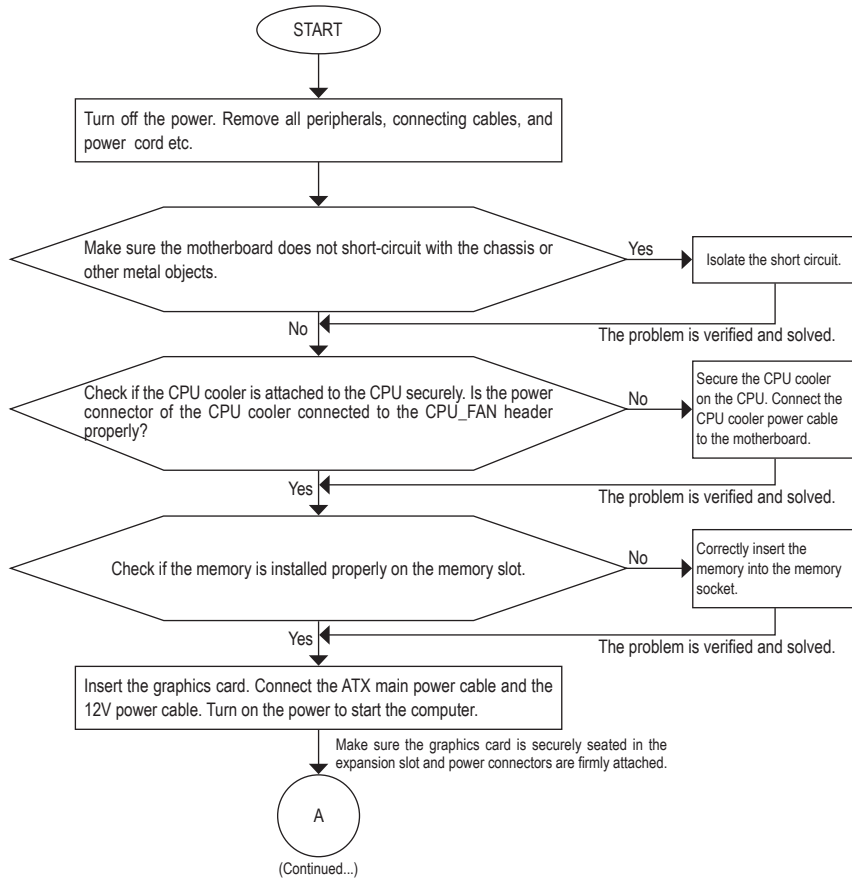 START
Turn off the power. Remove all peripherals, connecting cables, and
power cord etc.
Make sure the motherboard does not short-circuit with the chassis or
other metal objects.
Yes
Isolate the short circuit.
No
The problem is verified and solved.
Check if the CPU cooler is attached to the CPU securely. Is the power
connector of the CPU cooler connected to the CPU_FAN header
properly?
No
Secure the CPU cooler
on the CPU. Connect the
CPU cooler power cable
to the motherboard.
Yes
The problem is verified and solved.
Check if the memory is installed properly on the memory slot.
No
Correctly insert the
memory into the memory
socket.
Yes
The problem is verified and solved.
Insert the graphics card. Connect the ATX main power cable and the
12V power cable. Turn on the power to start the computer.
Make sure the graphics card is securely seated in the
expansion slot and power connectors are firmly attached.
A
(Continued...)